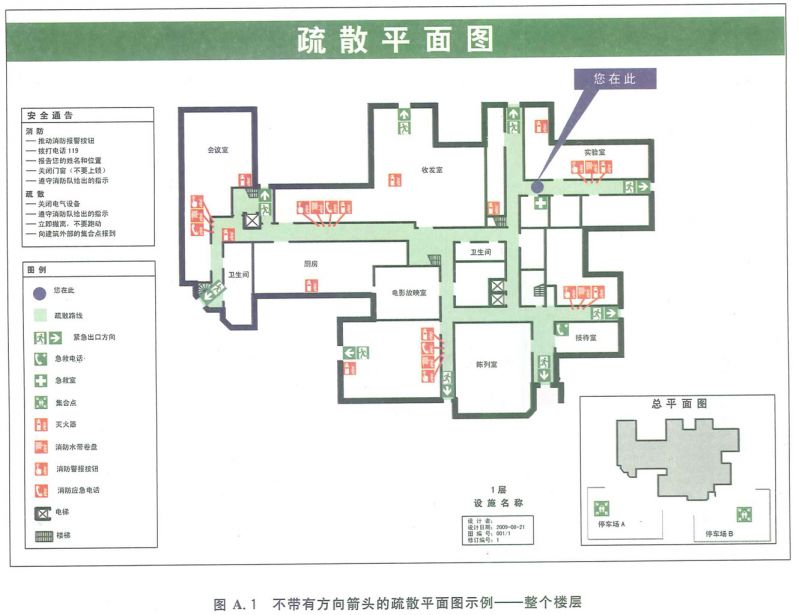 疏散平面图
您在此
安全通告
消防
— 推动消防报警按钮
— 拨打电话 119
— 报告您的姓名和位置
— 关闭门窗（不要上锁）
— 遵守消防队给出的指示
疏散
— 关闭电气设备
— 遵守消防队给出的指示
— 立即撤离，不要跑动
— 向建筑外部的集合点接到
图例
您在此
疏散路线
紧急出口方向
急救电话
急救室
集合点
灭火器
消防水带卷盘
消防警报按钮
消防应急电话
电梯
楼梯
会议室
收发室
实验室
卫生间
厨房
卫生间
电影放映室
陈列室
接待室
1层
设施名称
设计者：
设计日期：2009-08-21
图编号：001/1
修订编号：1
总平面图
停车场A
停车场B
图 A.1 不带有方向箭头的疏散平面图示例——整个楼层